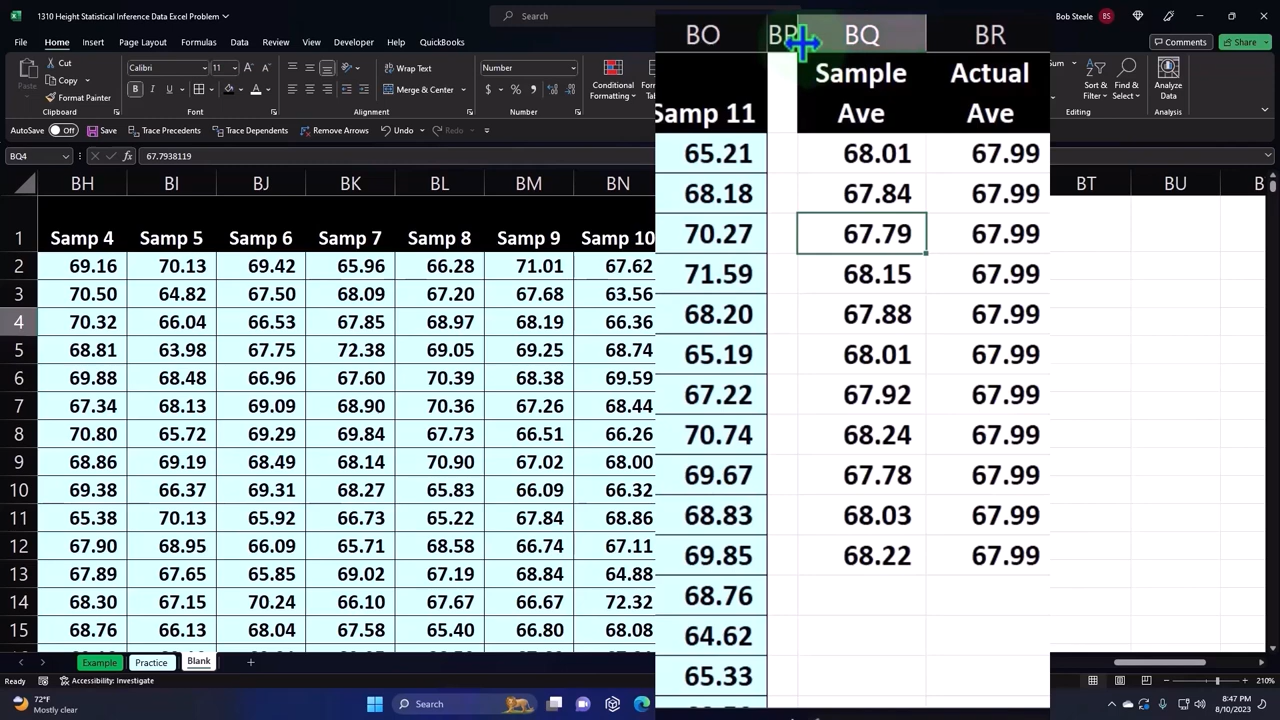 1310 Height Statistical Inference Data Excel Problem
Search
Bob Steele BS
File Home Page Layout Formulas Data Review View Developer Help QuickBooks
Comments Share
Copy
Format Painter
Wrap Text
Merge & Center
Number
Conditional
Forma
Sort & Filter
Find & Select
Analyze Data
Editing
Off Save Trace Precedents Trace Dependents Remove Arrows Undo Redo
BQ4 fx 67.7938119
BH BI BJ BK BL BM BN BO BP BQ BR BT BU B
1 Samp 4 Samp 5 Samp 6 Samp 7 Samp 8 Samp 9 Samp 10 Samp 11 Sample Ave Actual Ave
2 69.16 70.13 69.42 65.96 66.28 71.01 67.62 65.21 68.01 67.99
3 70.50 64.82 67.50 68.09 67.20 67.68 63.56 68.18 67.84 67.99
4 70.32 66.04 66.53 67.85 68.97 68.19 66.36 70.27 67.79 67.99
5 68.81 63.98 67.75 72.38 69.05 69.25 68.74 71.59 68.15 67.99
6 69.88 68.48 66.96 67.60 70.39 68.38 69.59 68.20 67.88 67.99
7 67.34 68.13 69.09 68.90 70.36 67.26 68.44 65.19 68.01 67.99
8 70.80 65.72 69.29 69.84 67.73 66.51 66.26 67.22 67.92 67.99
9 68.86 69.19 68.49 68.14 70.90 67.02 68.00 70.74 68.24 67.99
10 69.38 66.37 69.31 68.27 65.83 66.09 66.32 69.67 67.78 67.99
11 65.38 70.13 65.92 66.73 65.22 67.84 68.86 68.83 68.03 67.99
12 67.90 68.95 66.09 65.71 68.58 66.74 67.11 69.85 68.22 67.99
13 67.89 67.65 65.85 69.02 67.19 68.84 64.88 68.76
14 68.30 67.15 70.24 66.10 67.67 66.67 72.32 64.62
15 68.76 66.13 68.04 67.58 65.40 66.80 68.08 65.33
Example Practice Blank
Ready Accessibility: Investigate 210%
72°F
Mostly clear
Search
8:47 PM
8/10/2023